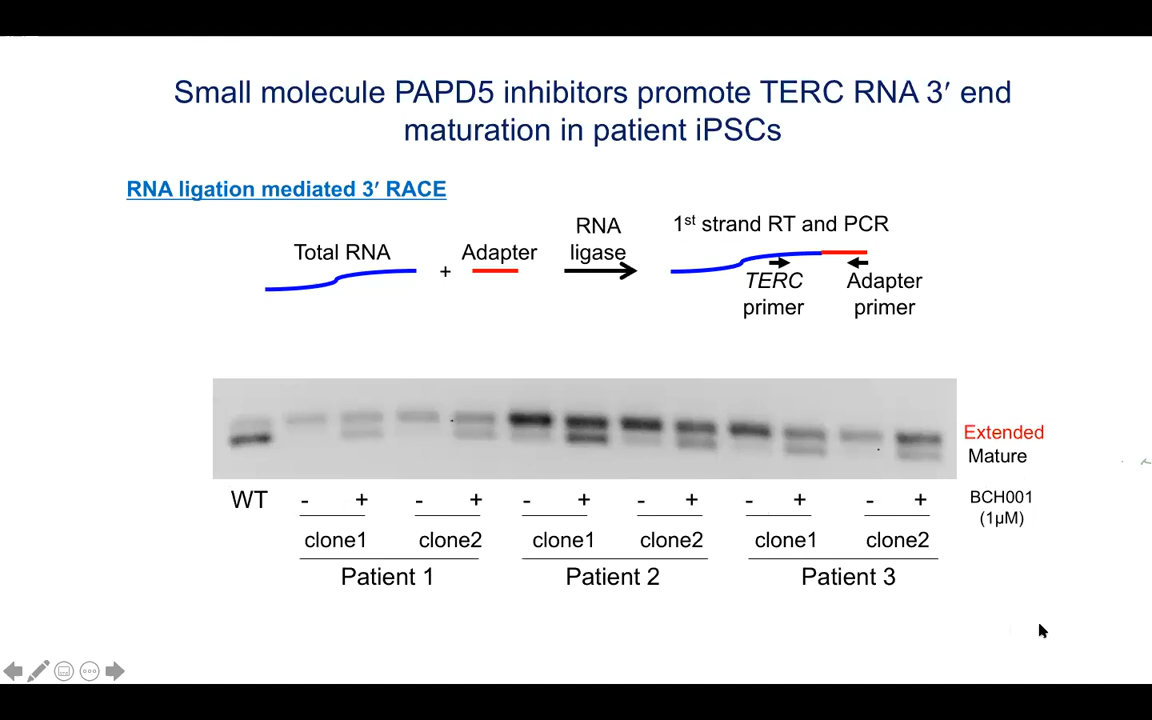 Small molecule PAPD5 inhibitors promote TERC RNA 3′ end
maturation in patient iPSCs
RNA ligation mediated 3′ RACE
Total RNA
+
Adapter
RNA
ligase
1st strand RT and PCR
TERC
primer
Adapter
primer
Extended
Mature
WT - + - + - + - + - + - + BCH001
(1µM)
clone1 clone2 clone1 clone2 clone1 clone2
Patient 1 Patient 2 Patient 3